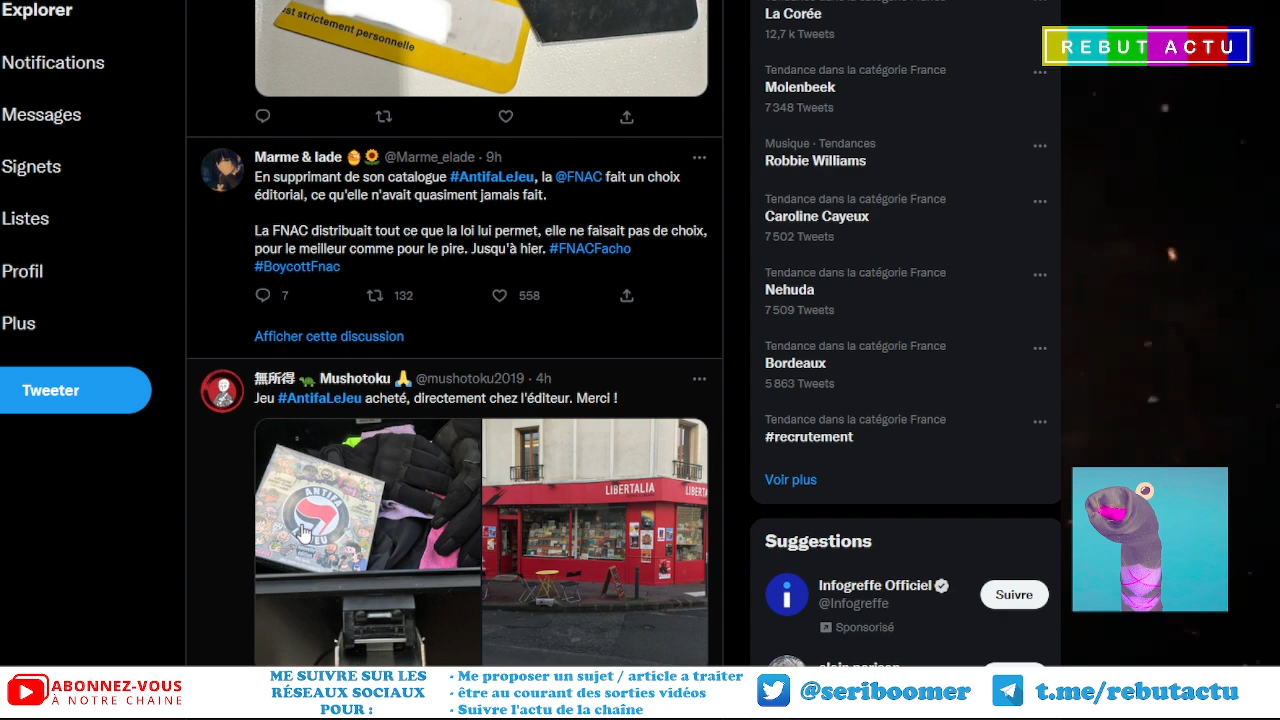 Explorer
Notifications
Messages
Signets
Listes
Profil
Plus
Tweeter
est strictement personnelle
Marme & lade @Marme_elade · 9h
En supprimant de son catalogue #AntifaLeJeu, la @FNAC fait un choix
éditorial, ce qu'elle n'avait quasiment jamais fait.
La FNAC distribuait tout ce que la loi lui permet, elle ne faisait pas de choix,
pour le meilleur comme pour le pire. Jusqu'à hier. #FNACFacho
#BoycottFnac
7 132 558
Afficher cette discussion
無所得 🐢 Mushotoku 🙏 @mushotoku2019 · 4h
Jeu #AntifaLeJeu acheté, directement chez l'éditeur. Merci !
ANTIFA
LIBERTALIA
LIBERTA
La Corée
12,7 k Tweets
Tendance dans la catégorie France
Molenbeek
7 348 Tweets
Musique · Tendances
Robbie Williams
Tendance dans la catégorie France
Caroline Cayeux
7 502 Tweets
Tendance dans la catégorie France
Nehuda
7 509 Tweets
Tendance dans la catégorie France
Bordeaux
5 863 Tweets
Tendance dans la catégorie France
#recrutement
Voir plus
Suggestions
Infogreffe Officiel
@Infogreffe
Sponsorisé
Suivre
REBUT ACTU
ABONNEZ-VOUS
À NOTRE CHAINE
ME SUIVRE SUR LES
RÉSEAUX SOCIAUX
POUR :
- Me proposer un sujet / article a traiter
- être au courant des sorties vidéos
- Suivre l'actu de la chaîne
@seriboomer
t.me/rebutactu